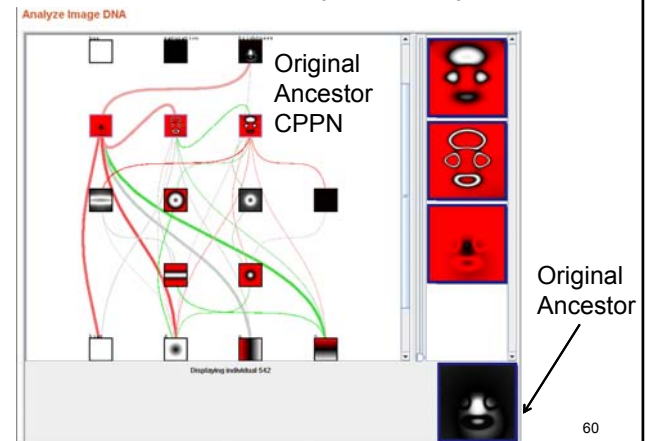 Analyze Image DNA
Original
Ancestor
CPPN
Original
Ancestor
Displaying individual 542
60